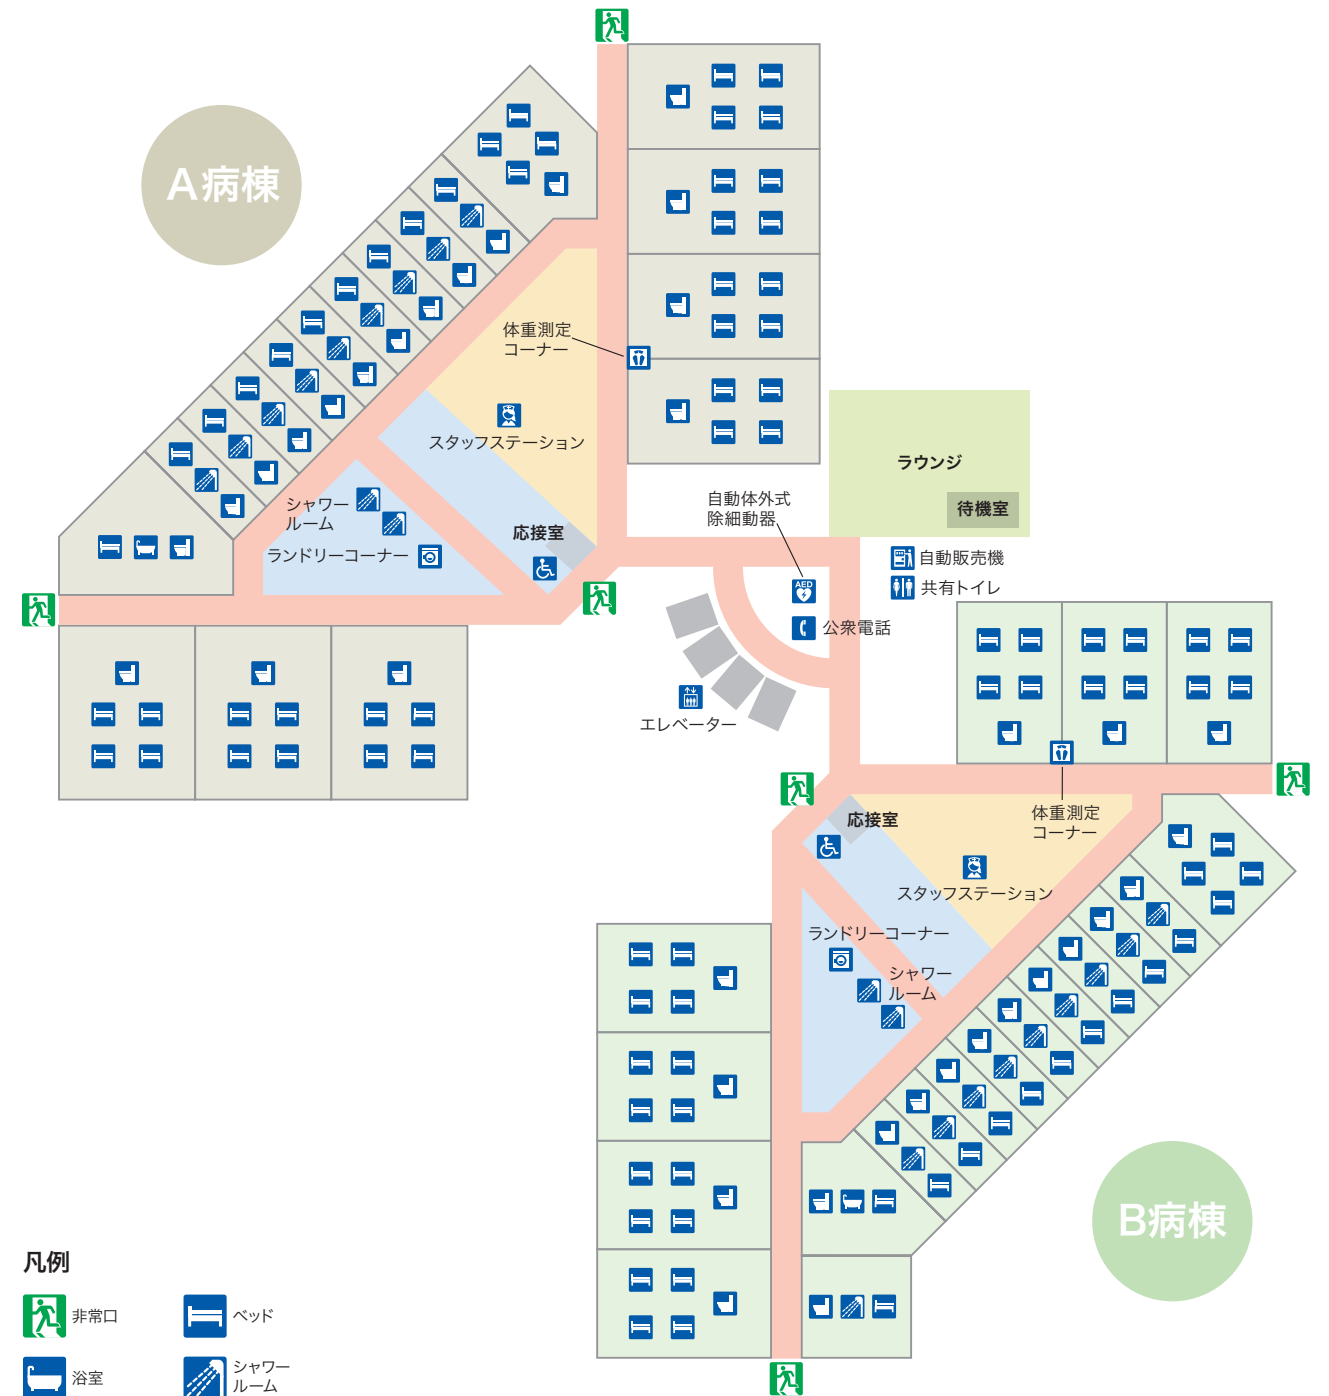 A病棟
体重測定
コーナー
スタッフステーション
シャワー
ルーム
ランドリーコーナー
応接室
自動体外式
除細動器
AED
ラウンジ
待機室
自動販売機
共有トイレ
公衆電話
エレベーター
応接室
体重測定
コーナー
スタッフステーション
ランドリーコーナー
シャワー
ルーム
B病棟
凡例
非常口
ベッド
浴室
シャワー
ルーム